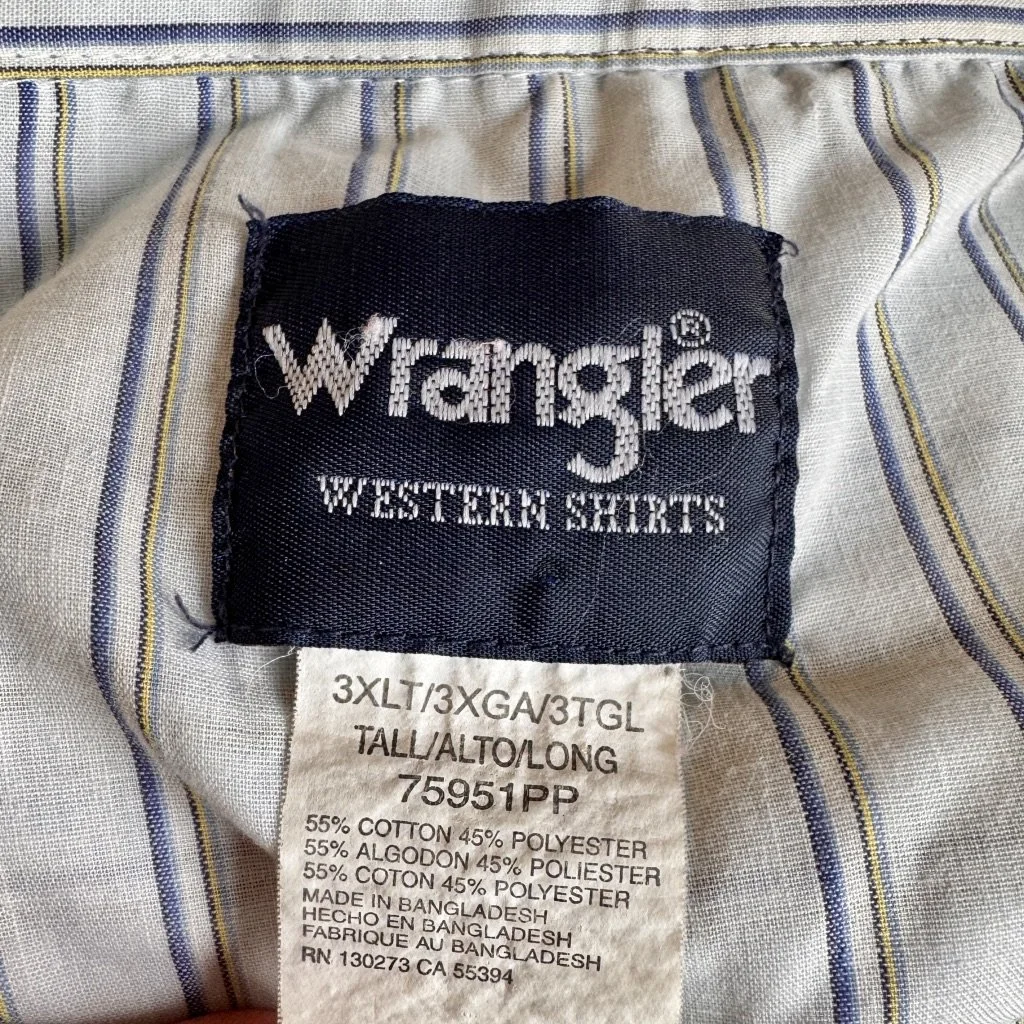 Wrangler®
WESTERN SHIRTS
3XLT/3XGA/3TGL
TALL/ALTO/LONG
75951PP
55% COTTON 45% POLYESTER
55% ALGODON 45% POLIESTER
55% COTON 45% POLYESTER
MADE IN BANGLADESH
HECHO EN BANGLADESH
FABRIQUE AU BANGLADESH
RN 130273 CA 55394